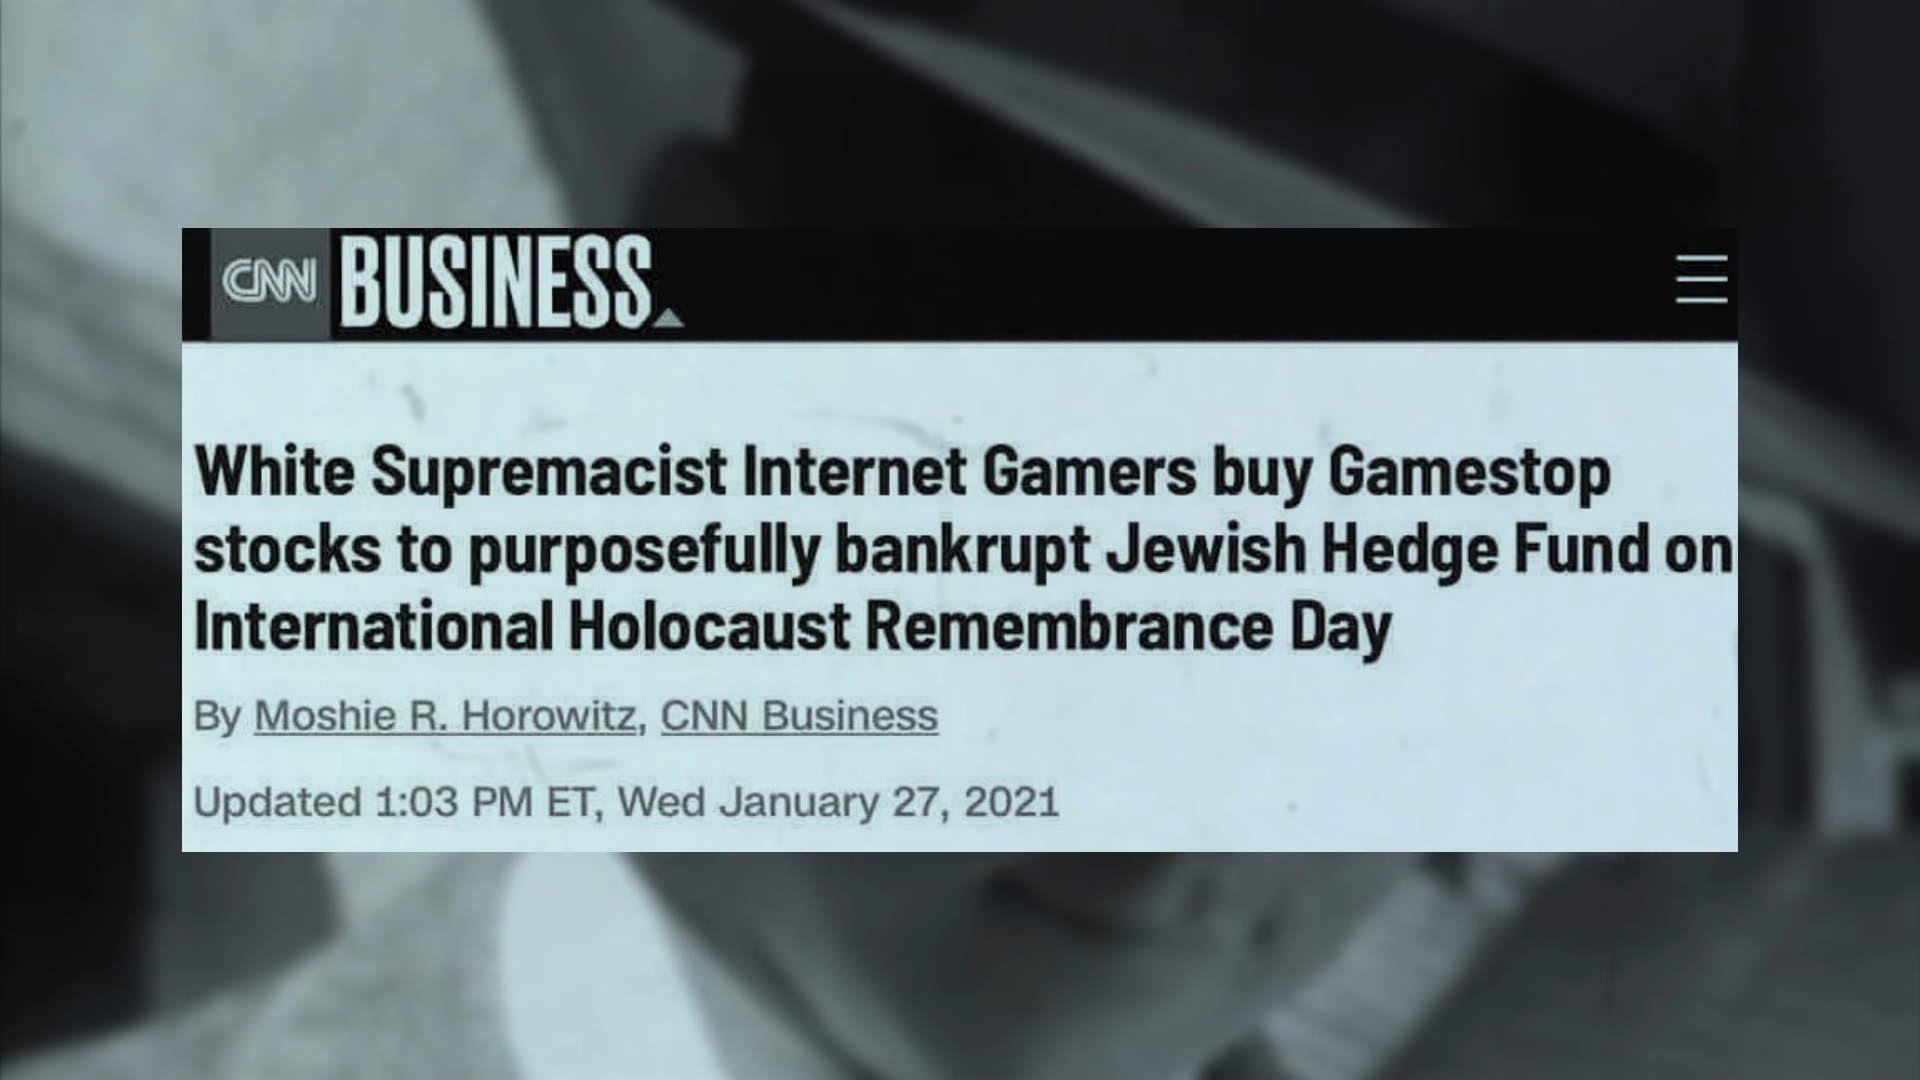 CNN BUSINESS
White Supremacist Internet Gamers buy Gamestop
stocks to purposefully bankrupt Jewish Hedge Fund on
International Holocaust Remembrance Day
By Moshie R. Horowitz, CNN Business
Updated 1:03 PM ET, Wed January 27, 2021